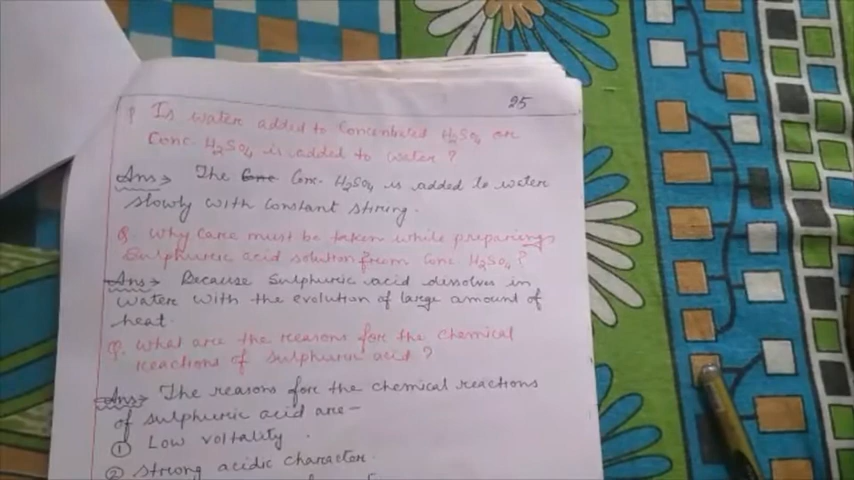 25
Q Is water added to Concentrated H₂SO₄ or
Conc. H₂SO₄ is added to water?
Ans→ The Conc. H₂SO₄ is added to water
slowly with constant stiring.
Q. Why care must be taken while preparings
Sulphuric acid solution from Conc. H₂SO₄?
Ans→ Because Sulphuric acid dissolves in
water with the evolution of large amount of
heat.
Q. What are the reasons for the chemical
reactions of sulphuric acid?
Ans→ The reasons for the chemical reactions
of sulphuric acid are-
① Low voltality
② strong acidic character.